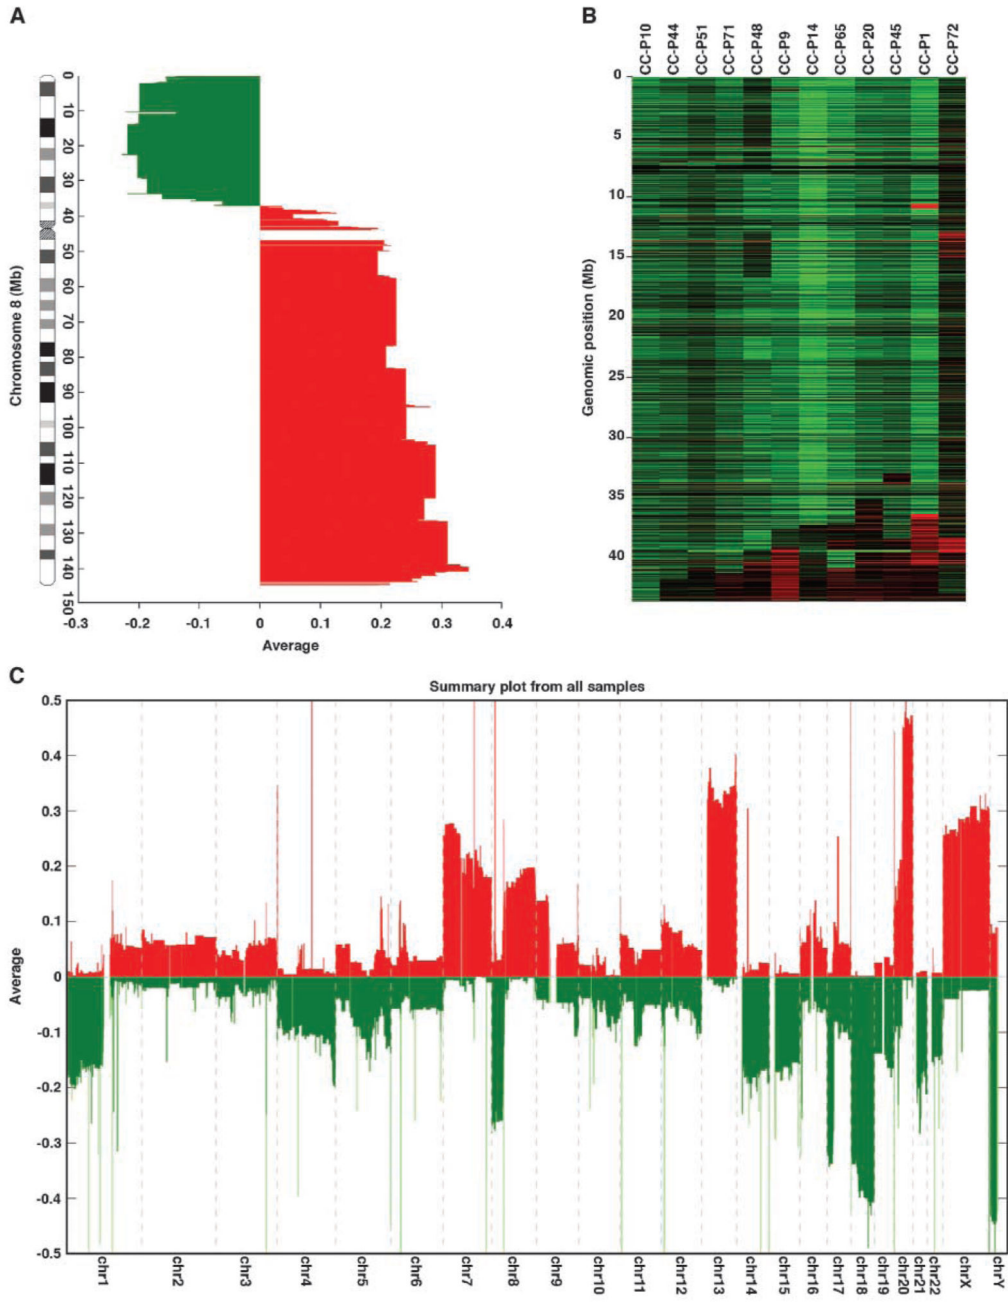 A
B
CC-P10
CC-P44
CC-P51
CC-P71
CC-P48
CC-P9
CC-P14
CC-P65
CC-P20
CC-P45
CC-P1
CC-P72
Chromosome 8 (Mb)
0
10
20
30
40
50
60
70
80
90
100
110
120
130
140
150
-0.3
-0.2
-0.1
0
0.1
0.2
0.3
0.4
Average
Genomic position (Mb)
0
5
10
15
20
25
30
35
40
C
Summary plot from all samples
Average
0.5
0.4
0.3
0.2
0.1
0
-0.1
-0.2
-0.3
-0.4
-0.5
chr1
chr2
chr3
chr4
chr5
chr6
chr7
chr8
chr9
chr10
chr11
chr12
chr13
chr14
chr15
chr16
chr17
chr18
chr19
chr20
chr21
chr22
chrX
chrY